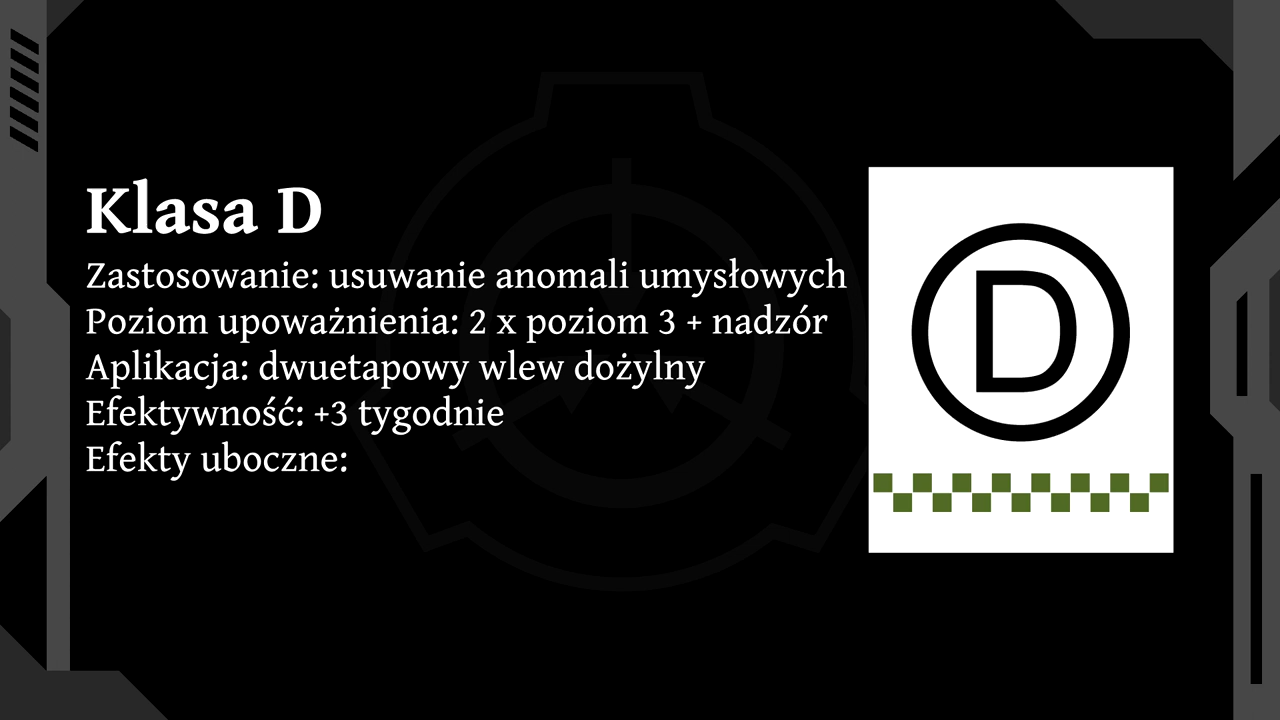 Klasa D
Zastosowanie: usuwanie anomali umysłowych
Poziom upoważnienia: 2 x poziom 3 + nadzór
Aplikacja: dwuetapowy wlew dożylny
Efektywność: +3 tygodnie
Efekty uboczne:
D